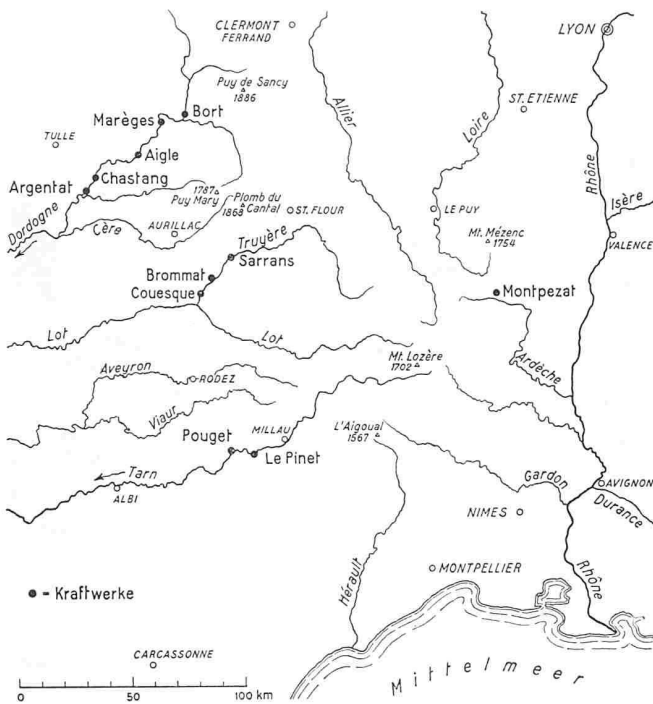 CLERMONT
FERRAND
LYON
Puy de Sancy
1886
Allier
Loire
ST. ETIENNE
Marèges
Bort
TULLE
Aigle
Rhône
Chastang
Argentat
1787
Puy Mary
Plomb du
1868 Cantal
ST. FLOUR
LE PUY
Isère
Dordogne
Cère
AURILLAC
Truyère
Sarrans
Mt. Mézenc
1754
VALENCE
Brommat
Couesque
Montpezat
Lot
Lot
Ardèche
Aveyron
RODEZ
Mt. Lozère
1702
Viaur
MILLAU
L'Aigoual
1567
Pouget
Le Pinet
Tarn
ALBI
Gardon
AVIGNON
Durance
NIMES
Hérault
MONTPELLIER
Rhône
● = Kraftwerke
CARCASSONNE
Mittelmeer
0 50 100 km